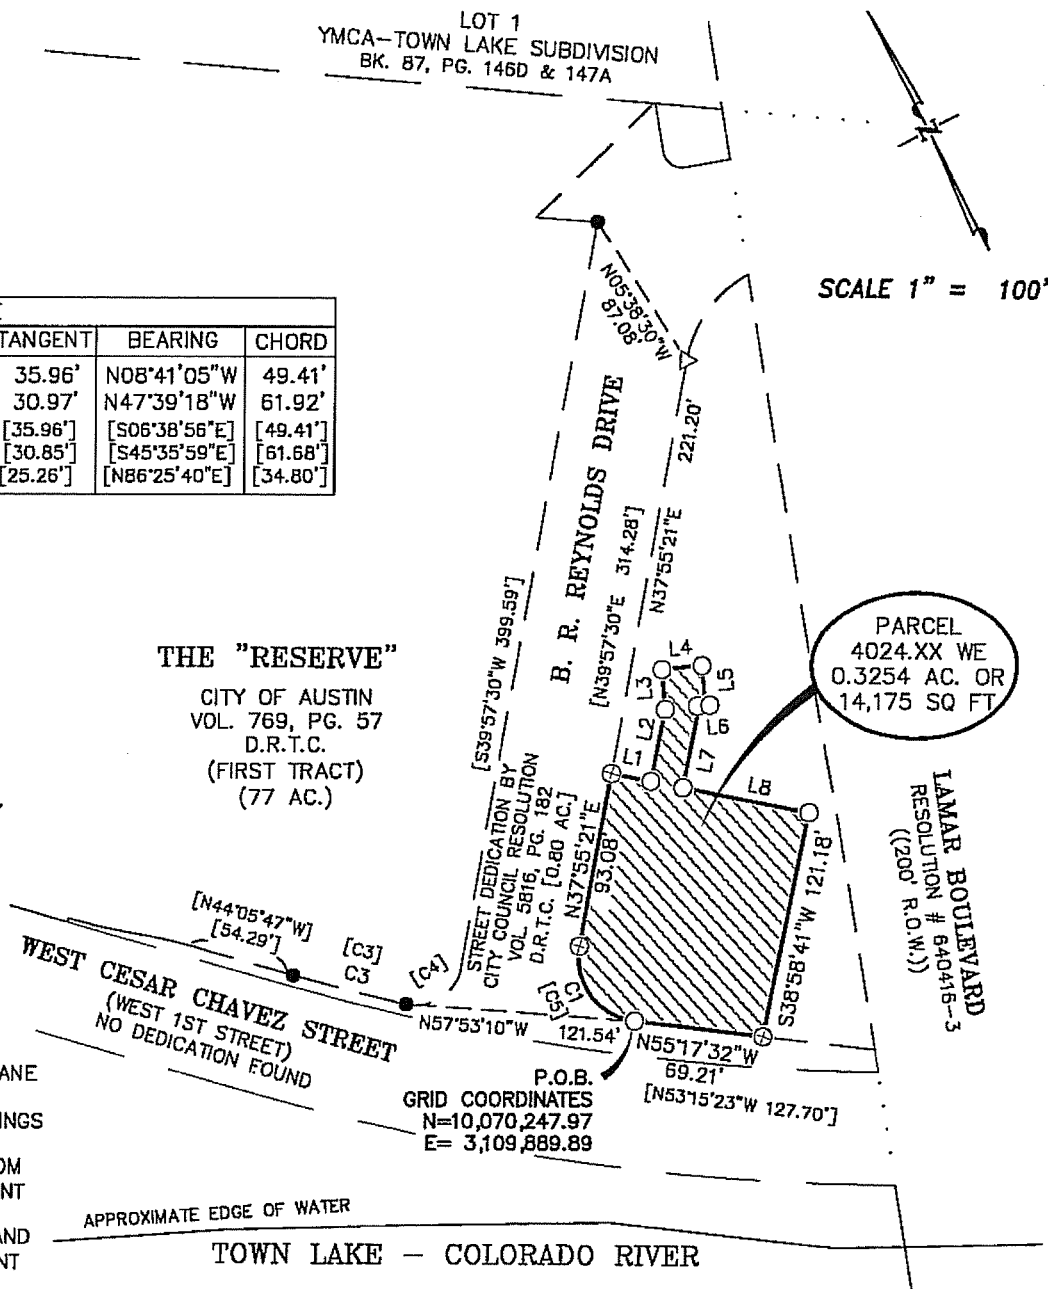 LOT 1
YMCA-TOWN LAKE SUBDIVISION
BK. 87, PG. 146D & 147A
N
SCALE 1" = 100'
TANGENT BEARING CHORD
35.96' N08°41'05"W 49.41'
30.97' N47°39'18"W 61.92'
[35.96'] [S06°38'56"E] [49.41']
[30.85'] [S45°35'59"E] [61.68']
[25.26'] [N86°25'40"E] [34.80']
N05°38'30"W
87.08'
B. R. REYNOLDS DRIVE
221.20'
N37°55'21"E
[N39°57'30"E 314.28']
[S39°57'30"W 399.59']
THE "RESERVE"
CITY OF AUSTIN
VOL. 769, PG. 57
D.R.T.C.
(FIRST TRACT)
(77 AC.)
PARCEL
4024.XX WE
0.3254 AC. OR
14,175 SQ FT
L4
L3
L5
L2
L6
L1
L7
L8
STREET DEDICATION BY
CITY COUNCIL RESOLUTION
VOL. 5816, PG. 182
D.R.T.C. [0.80 AC.]
N37°55'21"E
93.08'
S38°58'41"W 121.18'
LAMAR BOULEVARD
RESOLUTION # 640416-3
((200' R.O.W.))
[N44°05'47"W]
[54.29']
[C3]
C3
[C4]
C1
[C5]
WEST CESAR CHAVEZ STREET
(WEST 1ST STREET)
NO DEDICATION FOUND
N57°53'10"W 121.54'
N55°17'32"W
69.21'
[N53°15'23"W 127.70']
P.O.B.
GRID COORDINATES
N=10,070,247.97
E= 3,109,889.89
ANE
INGS
OM
NT
AND
NT
APPROXIMATE EDGE OF WATER
TOWN LAKE - COLORADO RIVER